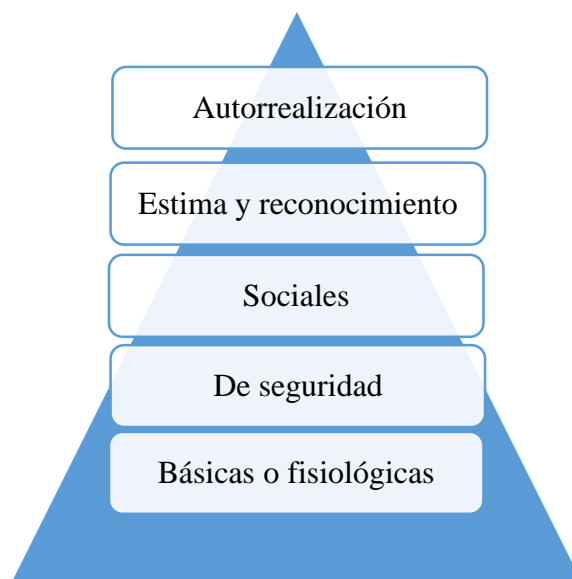 Autorrealización
Estima y reconocimiento
Sociales
De seguridad
Básicas o fisiológicas